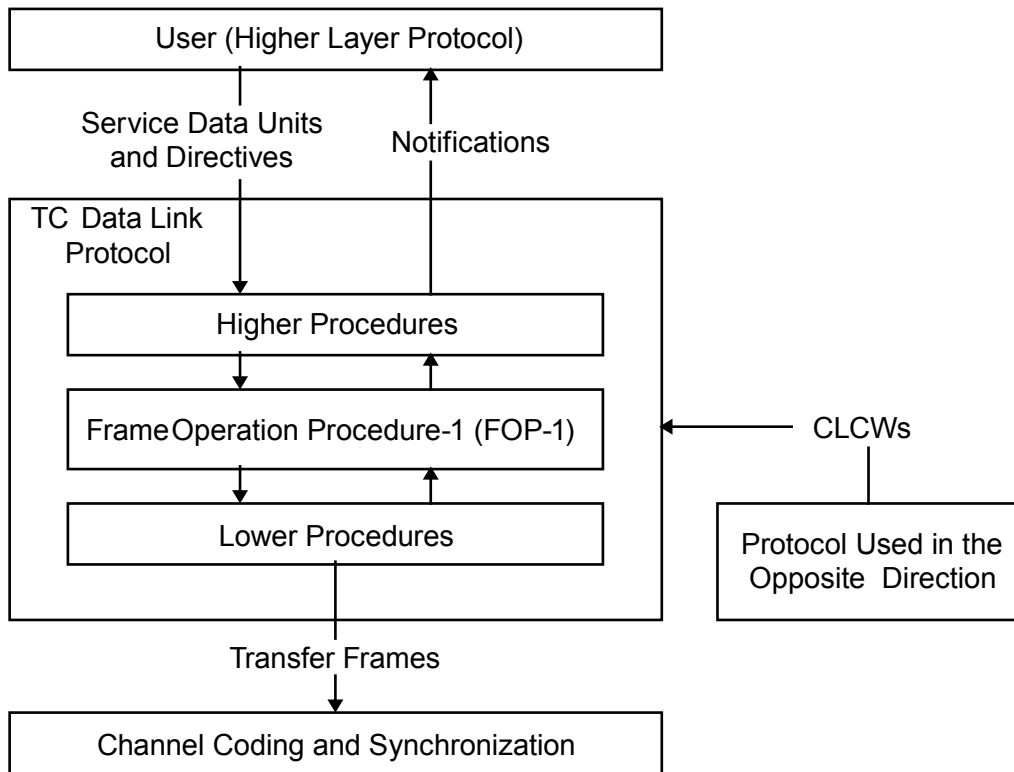 User (Higher Layer Protocol)
Service Data Units
and Directives
Notifications
TC Data Link
Protocol
Higher Procedures
Frame Operation Procedure-1 (FOP-1)
CLCWs
Lower Procedures
Protocol Used in the
Opposite Direction
Transfer Frames
Channel Coding and Synchronization